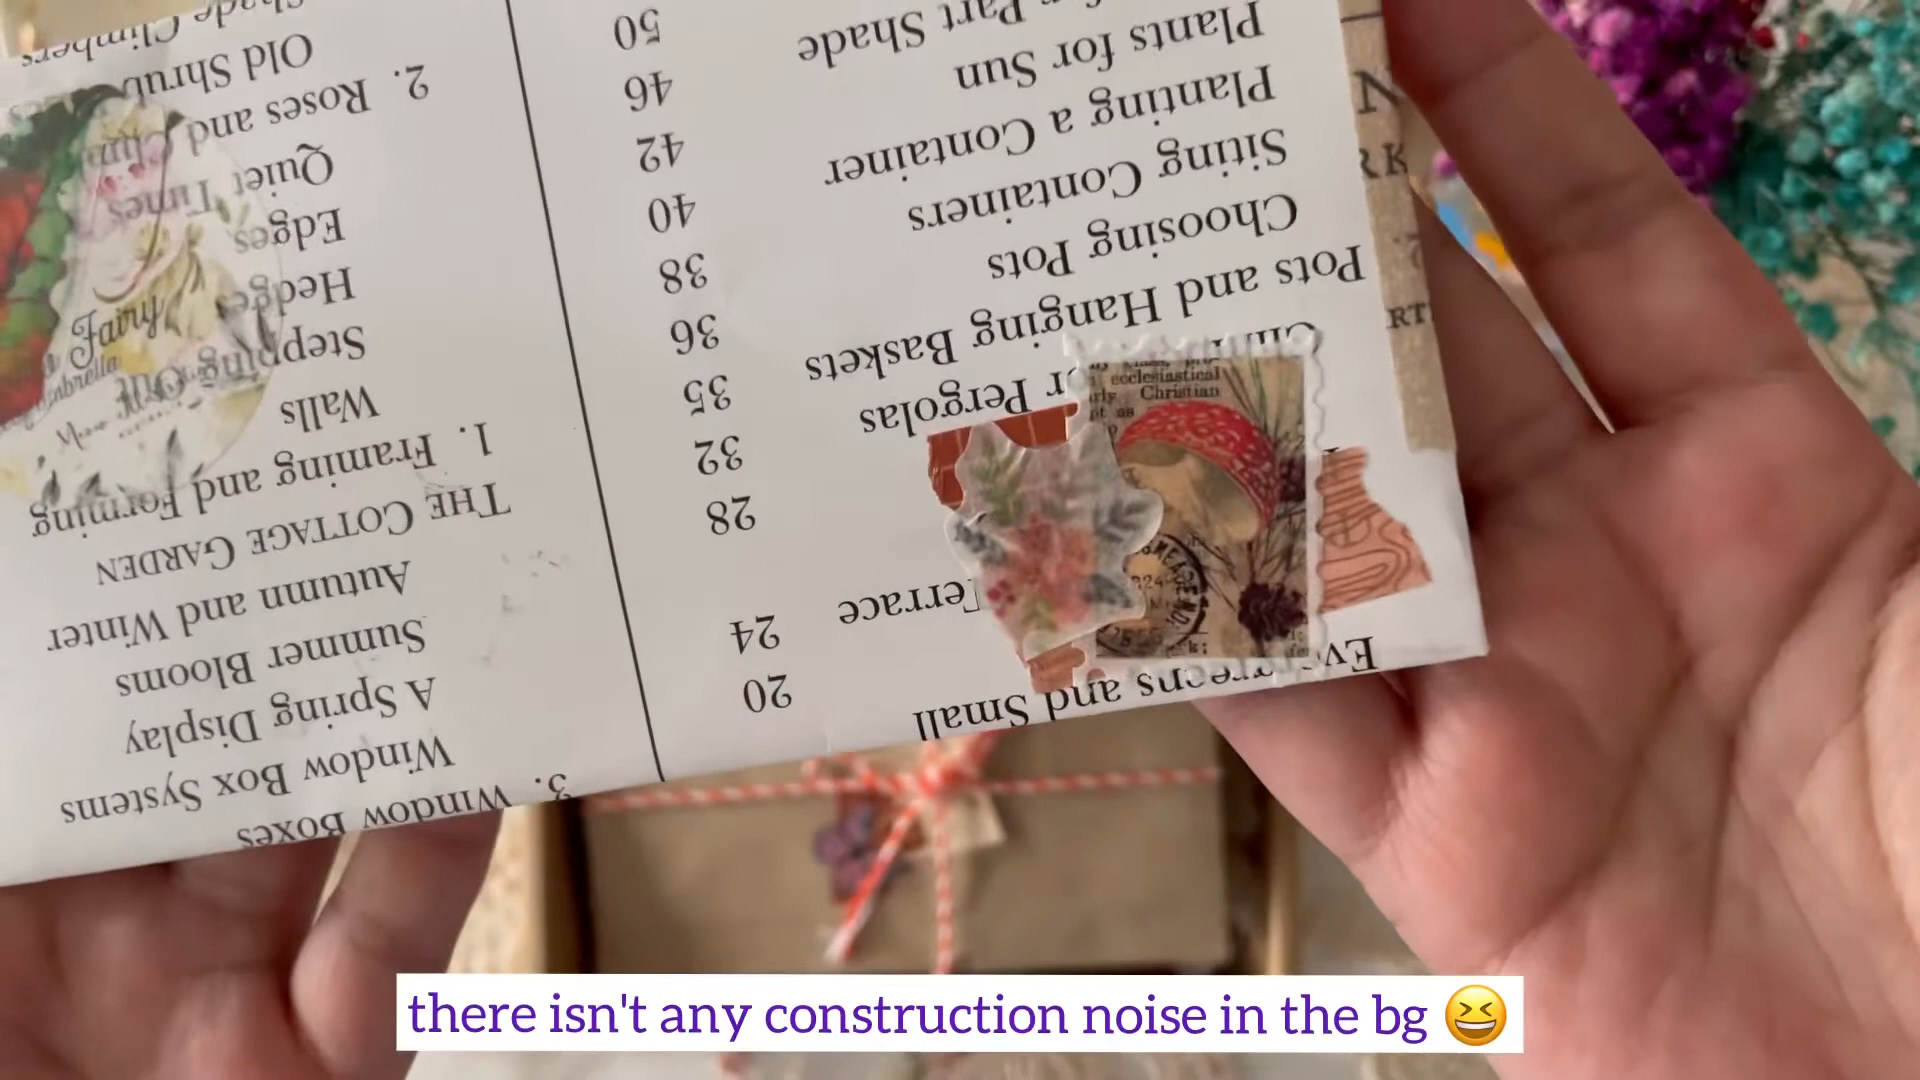 and Small
20
Terrace 24
28
Pergolas 32
Pots and Hanging Baskets 35
Choosing Pots 36
Siting Containers 38
Planting a Container 40
Plants for Sun 42
Part Shade 46
50
3. Window Boxes
Window Box Systems
A Spring Display
Summer Blooms
Autumn and Winter
THE COTTAGE GARDEN
1. Framing and Forming
Walls
Stepping Out
Hedges
Edges
Quiet Times
2. Roses and
Old Shrub
Climbers
Fairy
ecclesiastical
Christian
as
there isn't any construction noise in the bg 😆